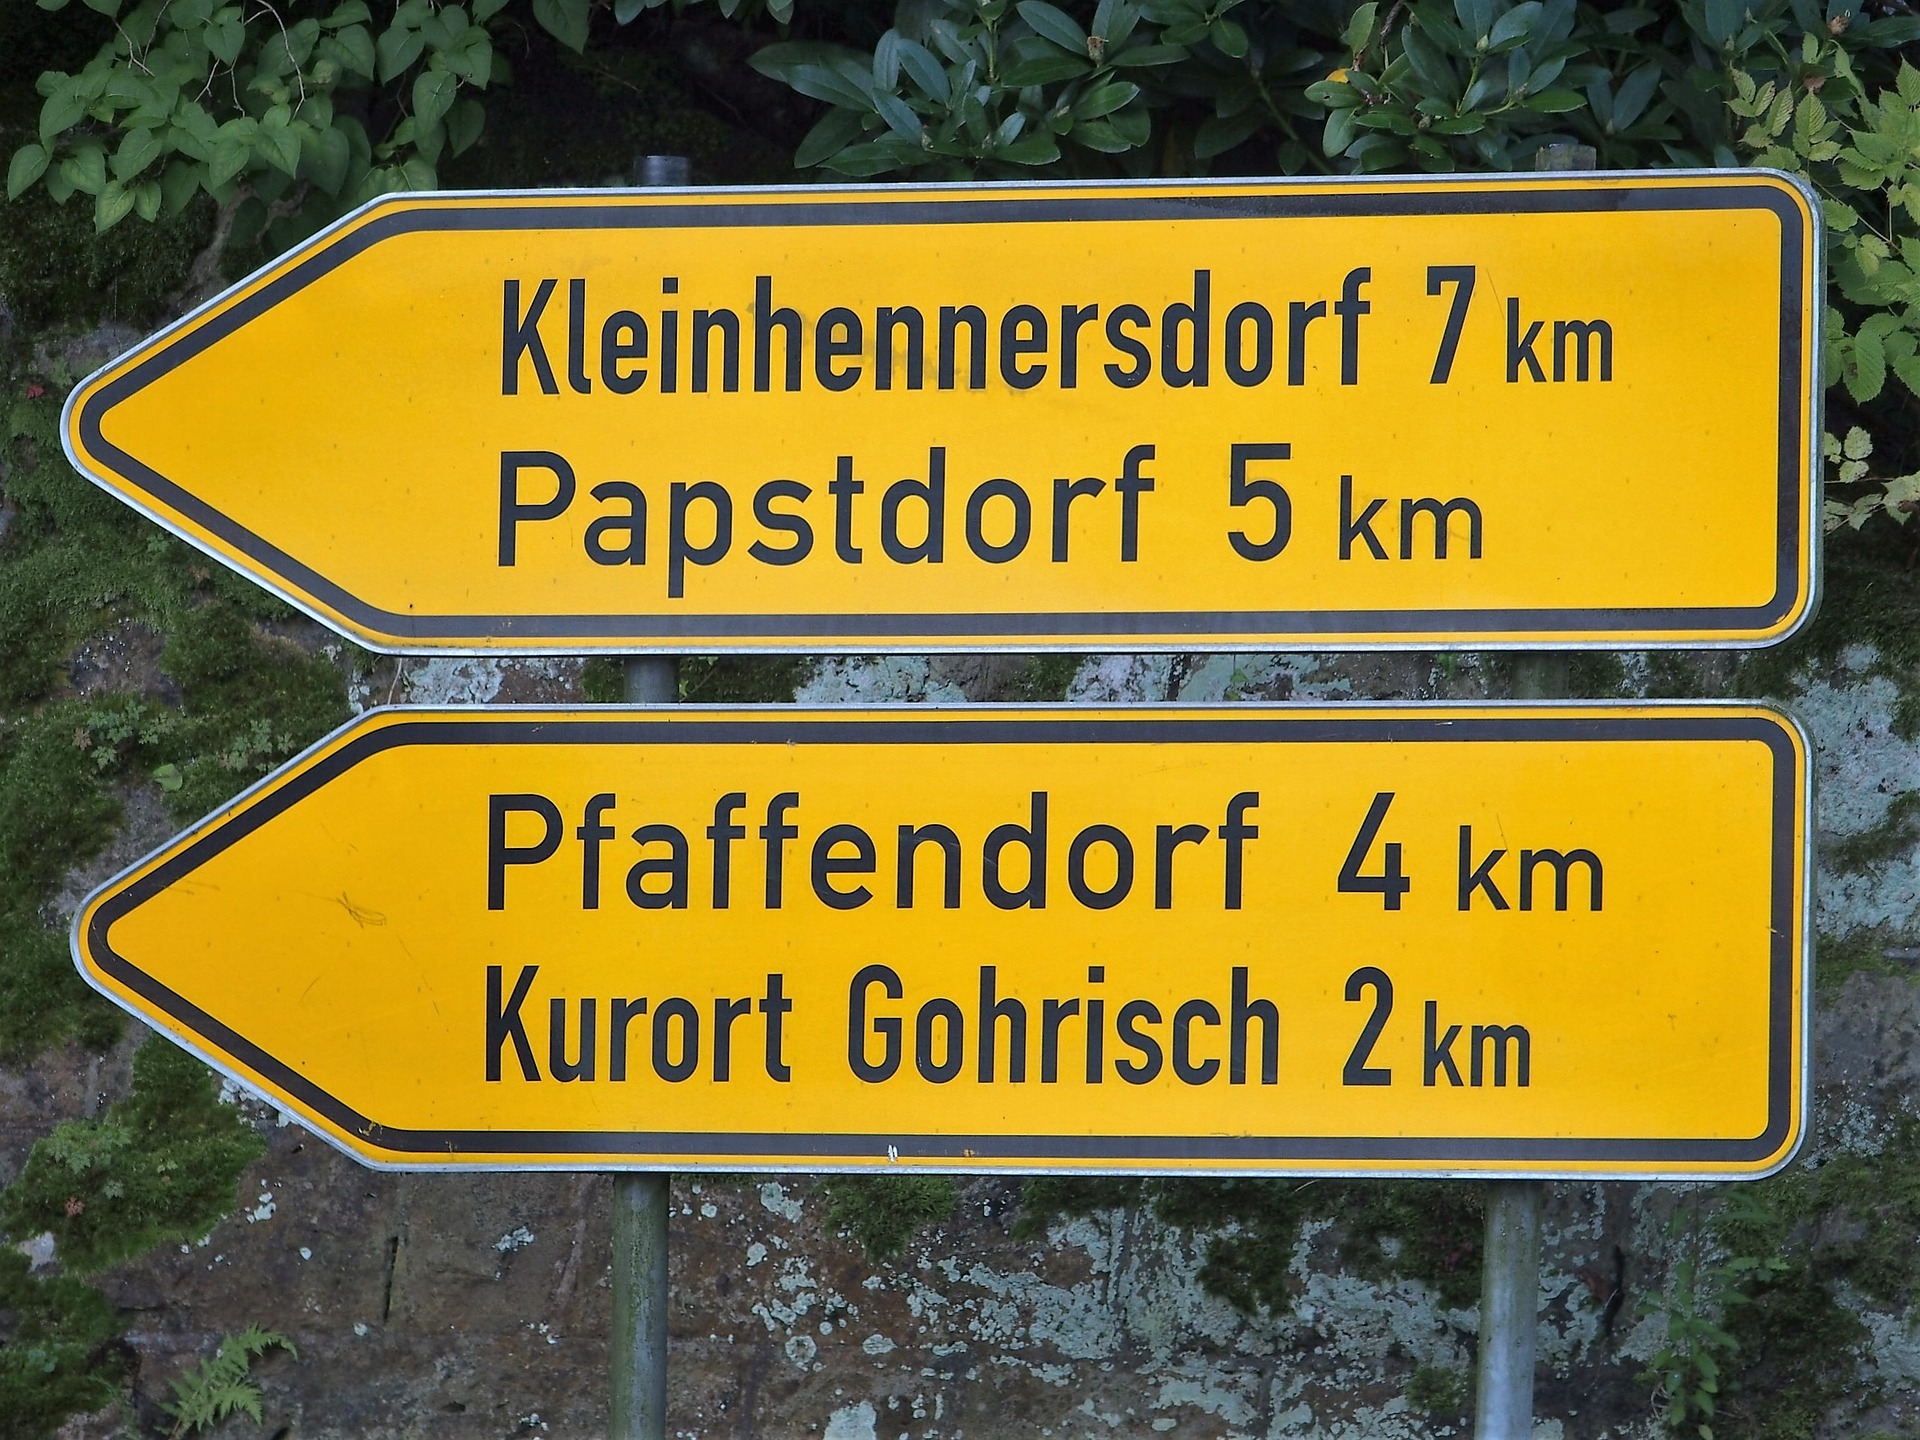 Kleinhennersdorf 7 km
Papstdorf 5 km
Pfaffendorf 4 km
Kurort Gohrisch 2 km